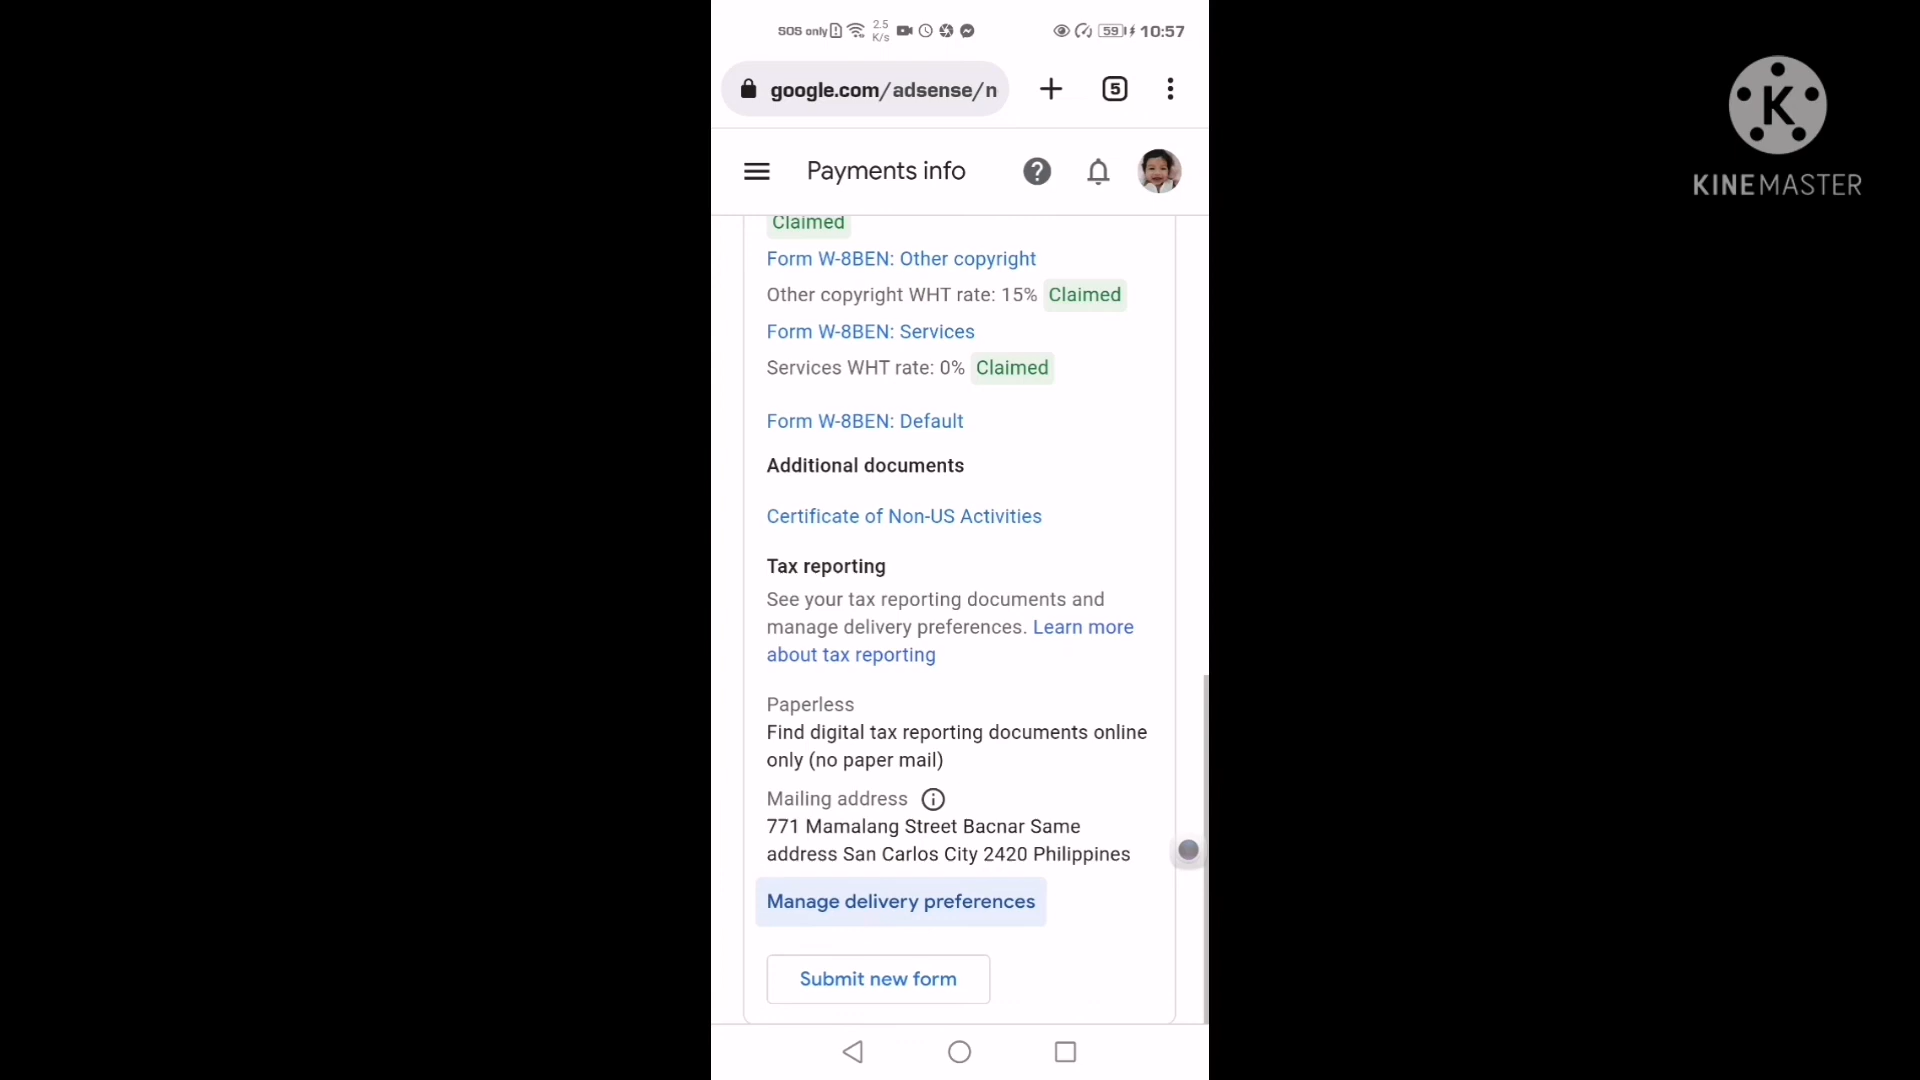 SOS only 2.5 K/s 59 10:57
google.com/adsense/n 5
Payments info
Claimed
Form W-8BEN: Other copyright
Other copyright WHT rate: 15% Claimed
Form W-8BEN: Services
Services WHT rate: 0% Claimed
Form W-8BEN: Default
Additional documents
Certificate of Non-US Activities
Tax reporting
See your tax reporting documents and
manage delivery preferences. Learn more
about tax reporting
Paperless
Find digital tax reporting documents online
only (no paper mail)
Mailing address
771 Mamalang Street Bacnar Same
address San Carlos City 2420 Philippines
Manage delivery preferences
Submit new form
K
KINEMASTER